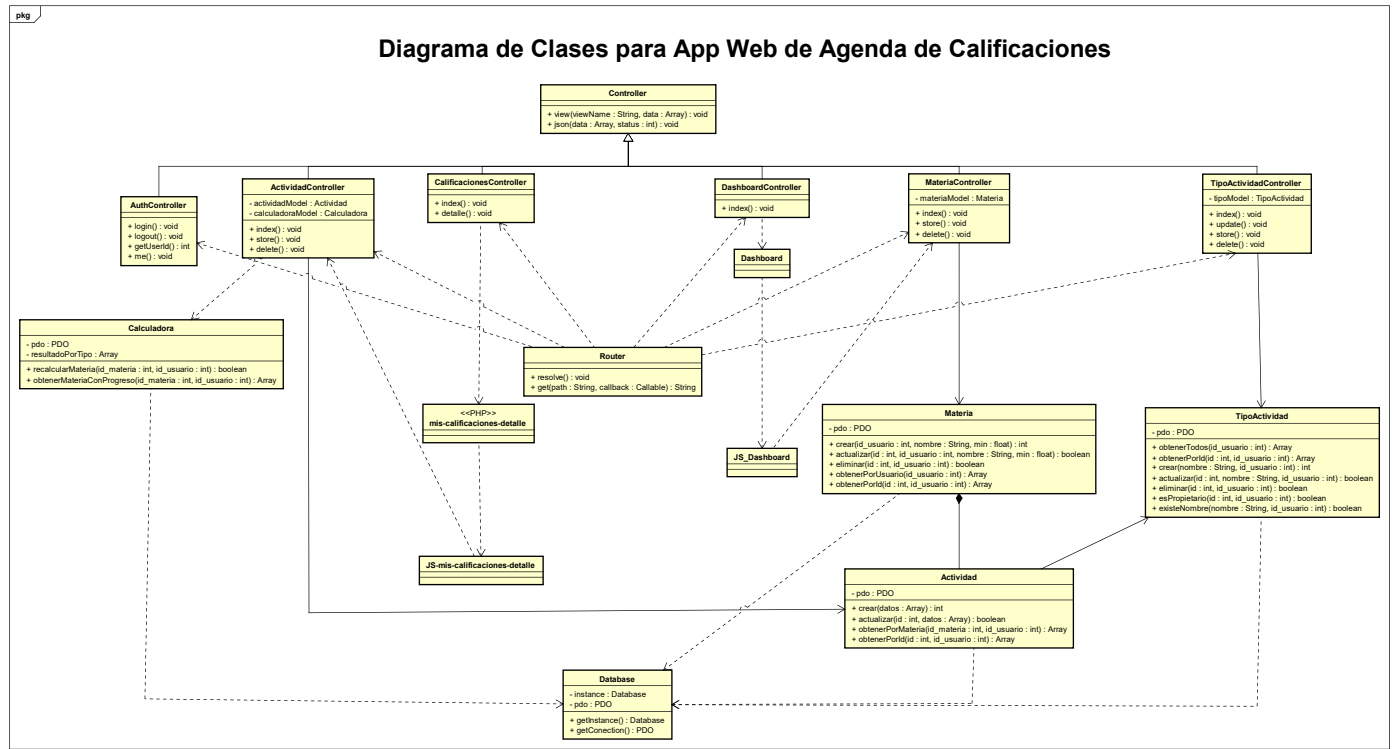 pkg
Diagrama de Clases para App Web de Agenda de Calificaciones
Controller
+ view(viewName : String, data : Array) : void
+ json(data : Array, status : int) : void
AuthController
+ login() : void
+ logout() : void
+ getUserId() : int
+ me() : void
ActividadController
- actividadModel : Actividad
- calculadoraModel : Calculadora
+ index() : void
+ store() : void
+ delete() : void
CalificacionesController
+ index() : void
+ detalle() : void
DashboardController
+ index() : void
MateriaController
- materiaModel : Materia
+ index() : void
+ store() : void
+ delete() : void
TipoActividadController
- tipoModel : TipoActividad
+ index() : void
+ update() : void
+ store() : void
+ delete() : void
Dashboard
Calculadora
- pdo : PDO
- resultadoPorTipo : Array
+ recalcularMateria(id_materia : int, id_usuario : int) : boolean
+ obtenerMateriaConProgreso(id_materia : int, id_usuario : int) : Array
Router
+ resolve() : void
+ get(path : String, callback : Callable) : String
<<PHP>>
mis-calificaciones-detalle
JS_Dashboard
Materia
- pdo : PDO
+ crear(id_usuario : int, nombre : String, min : float) : int
+ actualizar(id : int, id_usuario : int, nombre : String, min : float) : boolean
+ eliminar(id : int, id_usuario : int) : boolean
+ obtenerPorUsuario(id_usuario : int) : Array
+ obtenerPorId(id : int, id_usuario : int) : Array
TipoActividad
- pdo : PDO
+ obtenerTodos(id_usuario : int) : Array
+ obtenerPorId(id : int, id_usuario : int) : Array
+ crear(nombre : String, id_usuario : int) : int
+ actualizar(id : int, nombre : String, id_usuario : int) : boolean
+ eliminar(id : int, id_usuario : int) : boolean
+ esPropietario(id : int, id_usuario : int) : boolean
+ existeNombre(nombre : String, id_usuario : int) : boolean
JS-mis-calificaciones-detalle
Actividad
- pdo : PDO
+ crear(datos : Array) : int
+ actualizar(id : int, datos : Array) : boolean
+ obtenerPorMateria(id_materia : int, id_usuario : int) : Array
+ obtenerPorId(id : int, id_usuario : int) : Array
Database
- instance : Database
- pdo : PDO
+ getInstance() : Database
+ getConection() : PDO